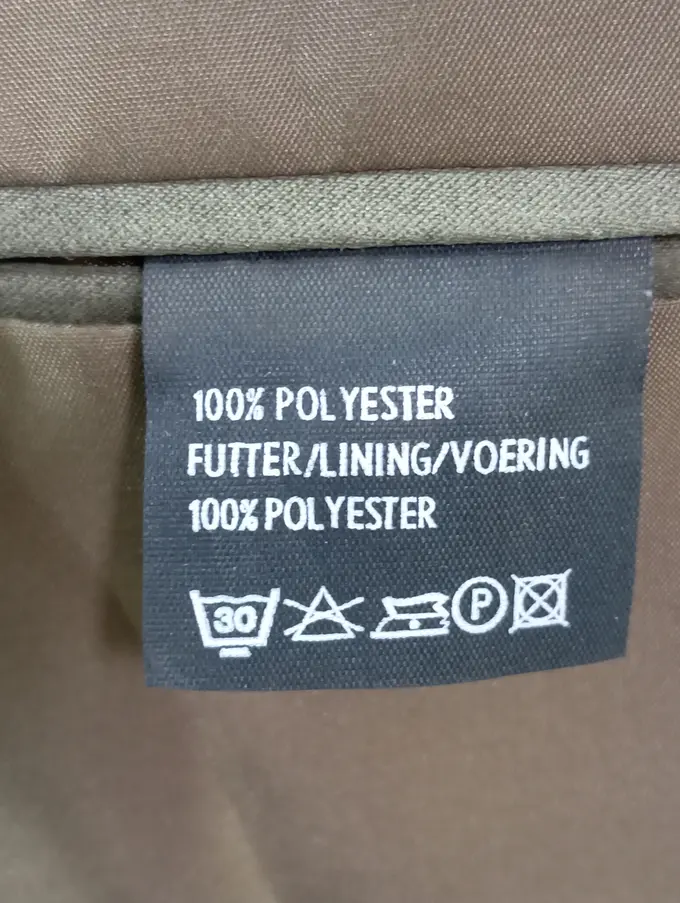 100% POLYESTER
FUTTER/LINING/VOERING
100% POLYESTER
30 P